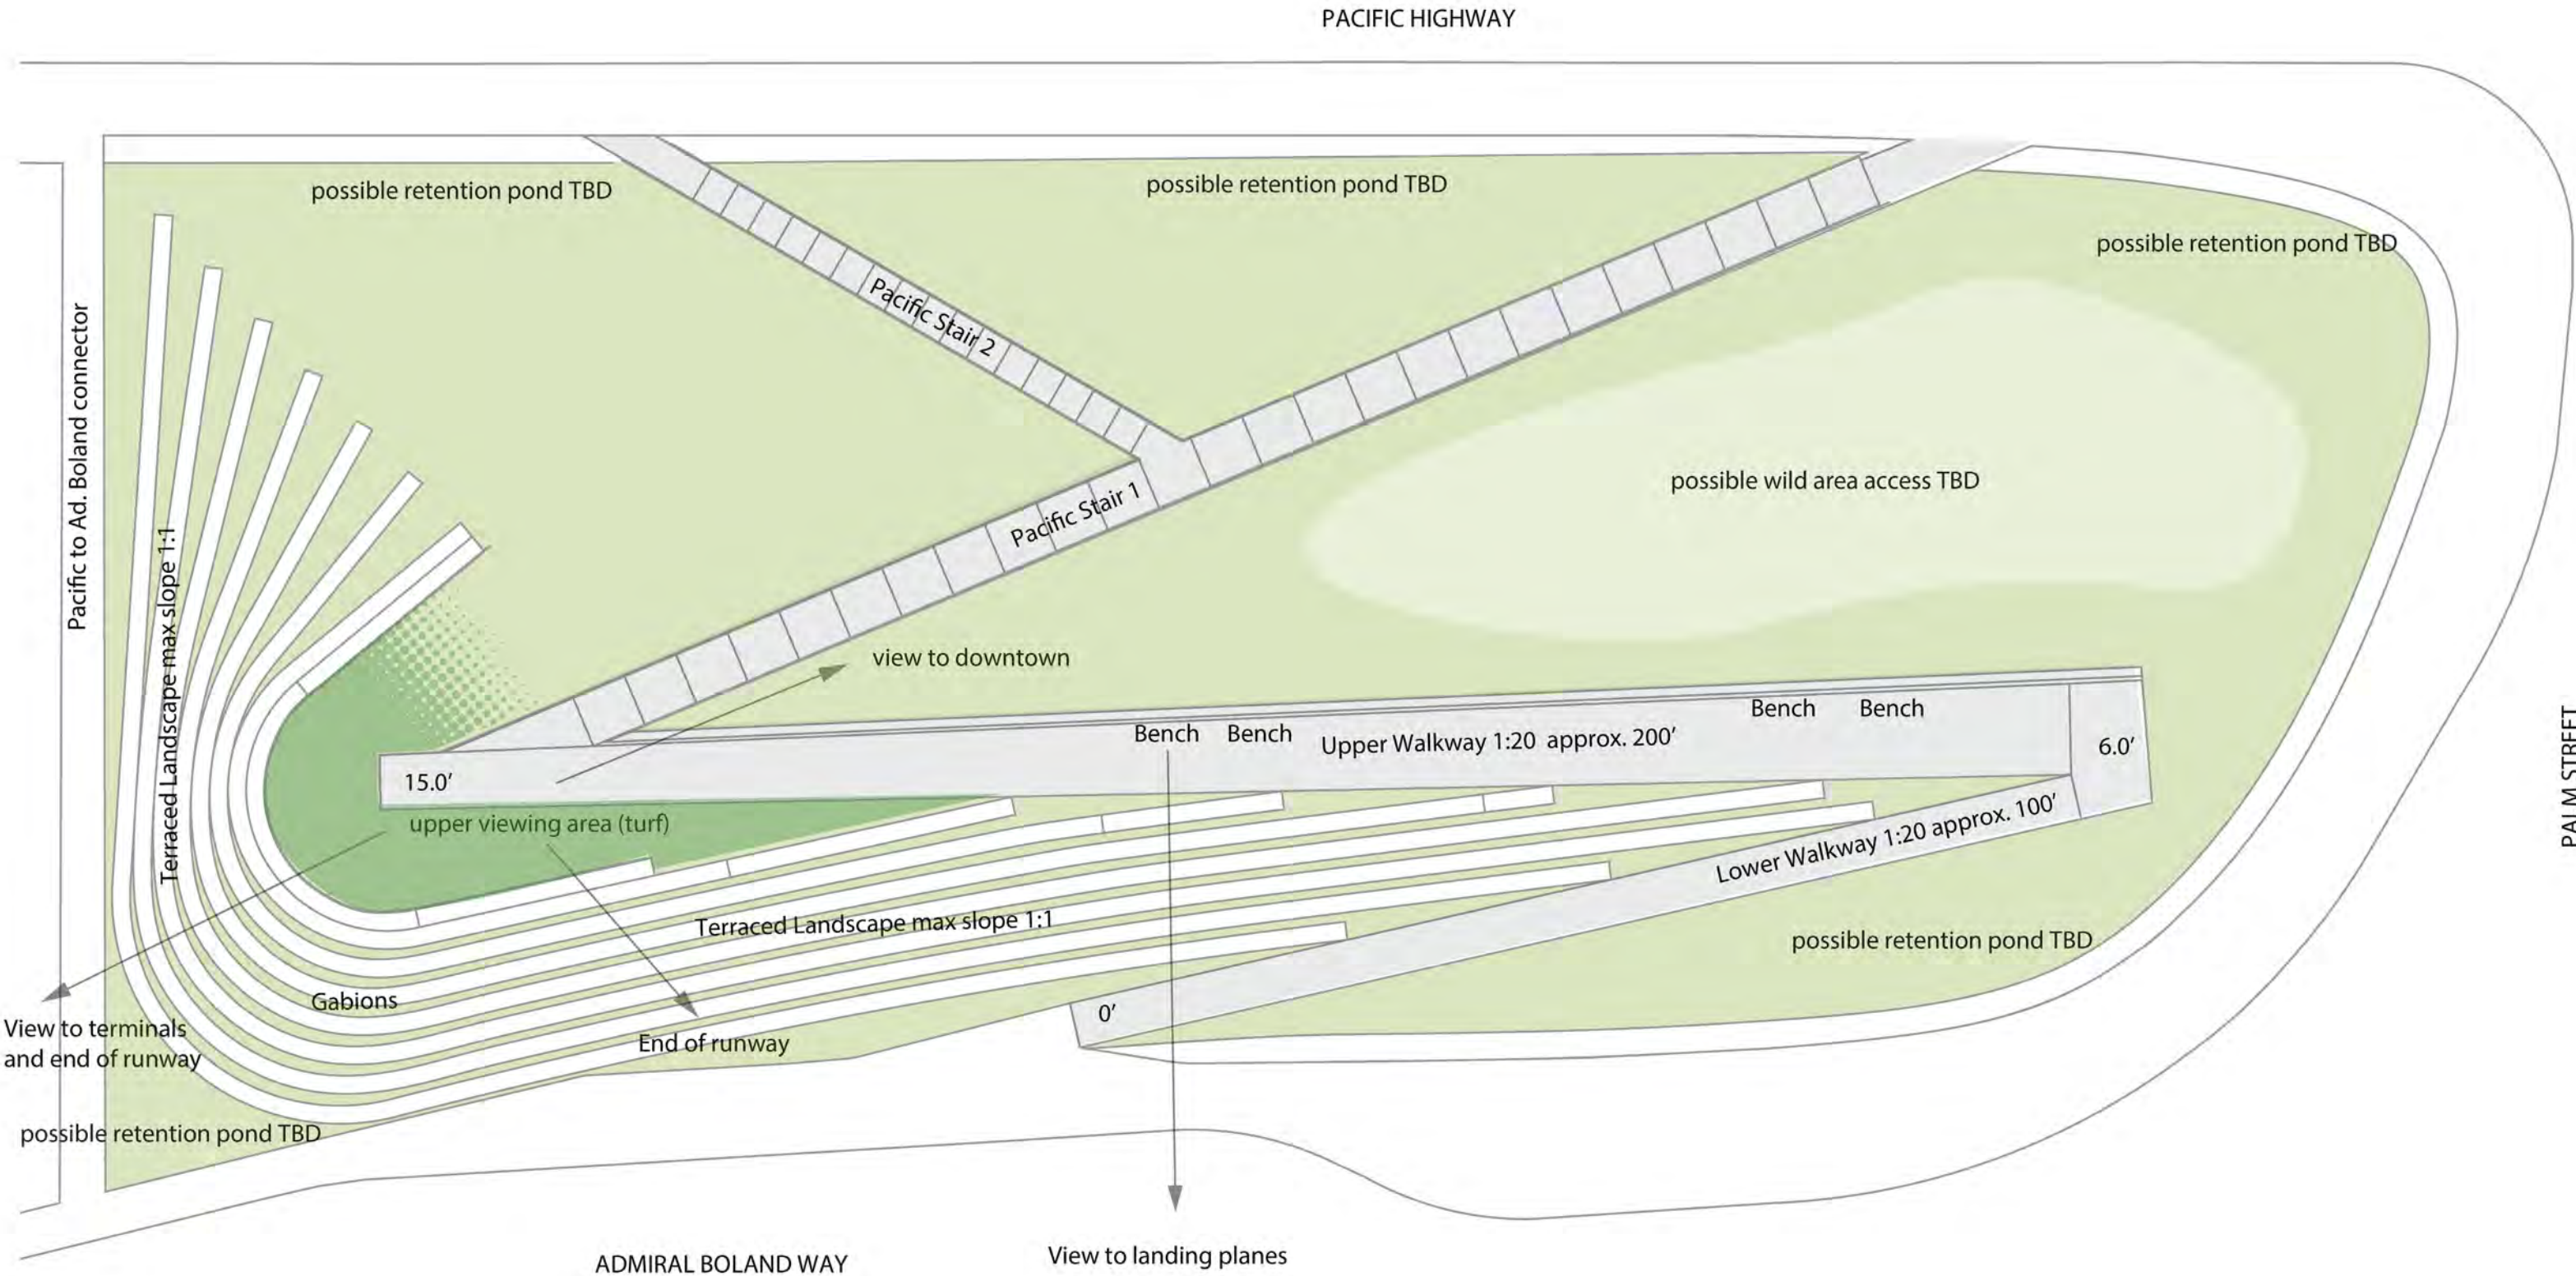 PACIFIC HIGHWAY
possible retention pond TBD
possible retention pond TBD
possible retention pond TBD
Pacific to Ad. Boland connector
Pacific Stair 2
possible wild area access TBD
Pacific Stair 1
Terraced Landscape max slope 1:1
view to downtown
Bench
Bench
Bench
Bench
Upper Walkway 1:20 approx. 200’
6.0’
PALM STREET
15.0’
upper viewing area (turf)
Lower Walkway 1:20 approx. 100’
Terraced Landscape max slope 1:1
possible retention pond TBD
Gabions
0’
View to terminals
and end of runway
End of runway
possible retention pond TBD
View to landing planes
ADMIRAL BOLAND WAY